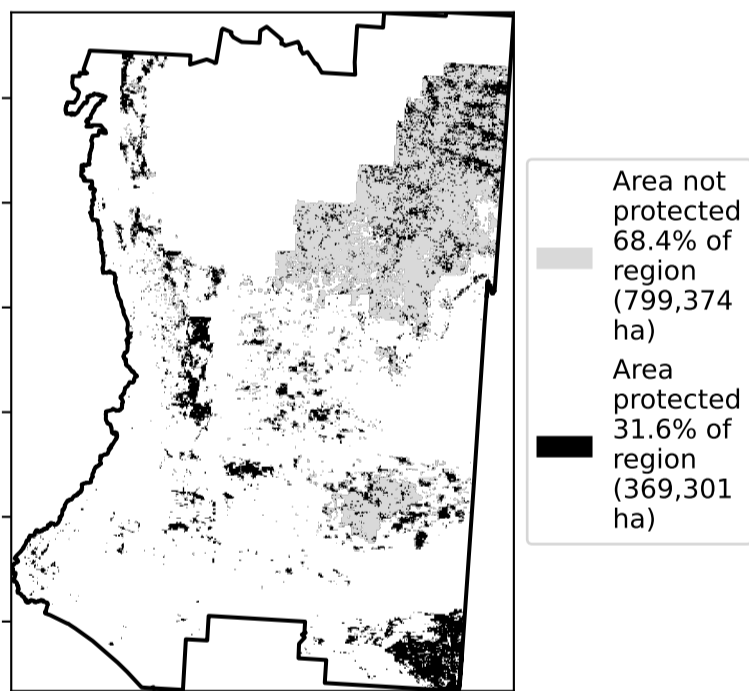 Area not
protected
68.4% of
region
(799,374
ha)
Area
protected
31.6% of
region
(369,301
ha)